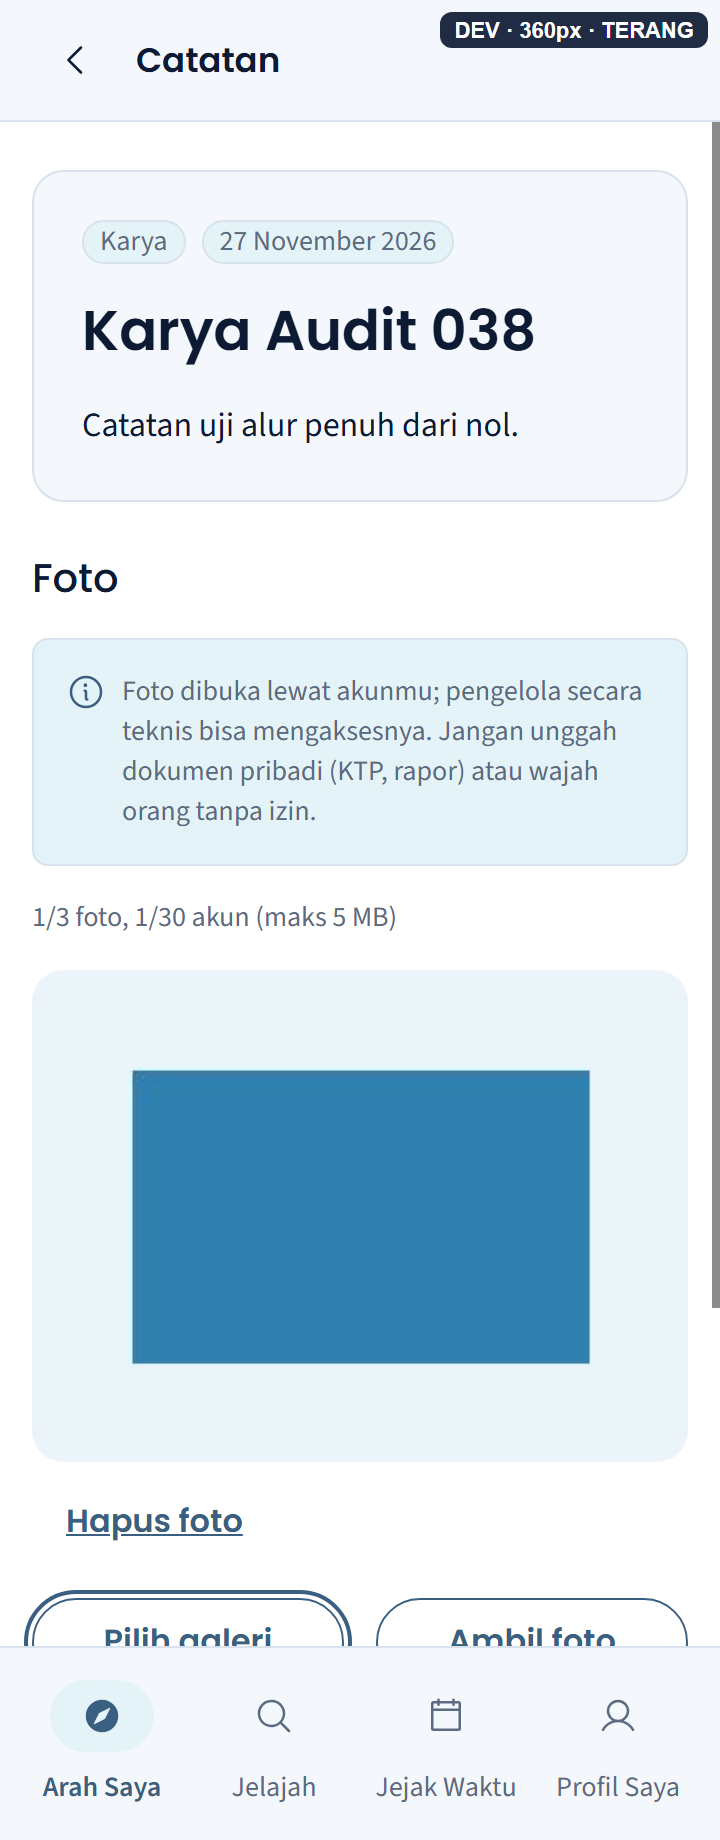 DEV · 360px · TERANG
Catatan
Karya
27 November 2026
Karya Audit 038
Catatan uji alur penuh dari nol.
Foto
Foto dibuka lewat akunmu; pengelola secara
teknis bisa mengaksesnya. Jangan unggah
dokumen pribadi (KTP, rapor) atau wajah
orang tanpa izin.
1/3 foto, 1/30 akun (maks 5 MB)
Hapus foto
Pilih galeri
Ambil foto
Arah Saya
Jelajah
Jejak Waktu
Profil Saya